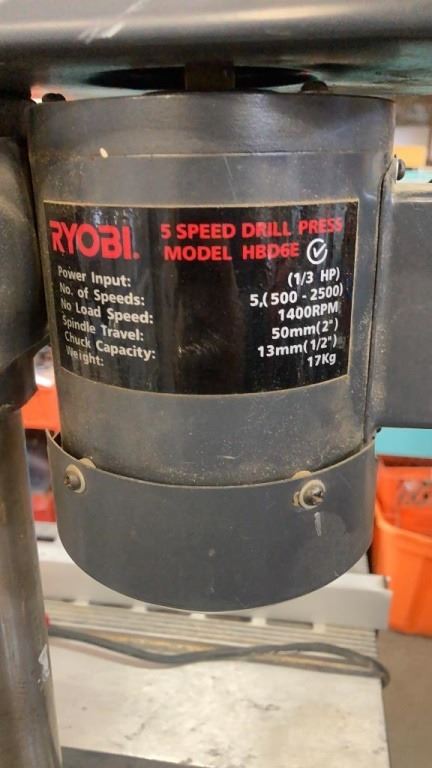 RYOBI. 5 SPEED DRILL PRESS
MODEL HBD6E
Power Input: (1/3 HP)
No. of Speeds: 5,(500 - 2500)
No Load Speed: 1400RPM
Spindle Travel: 50mm(2")
Chuck Capacity: 13mm(1/2")
Weight: 17Kg